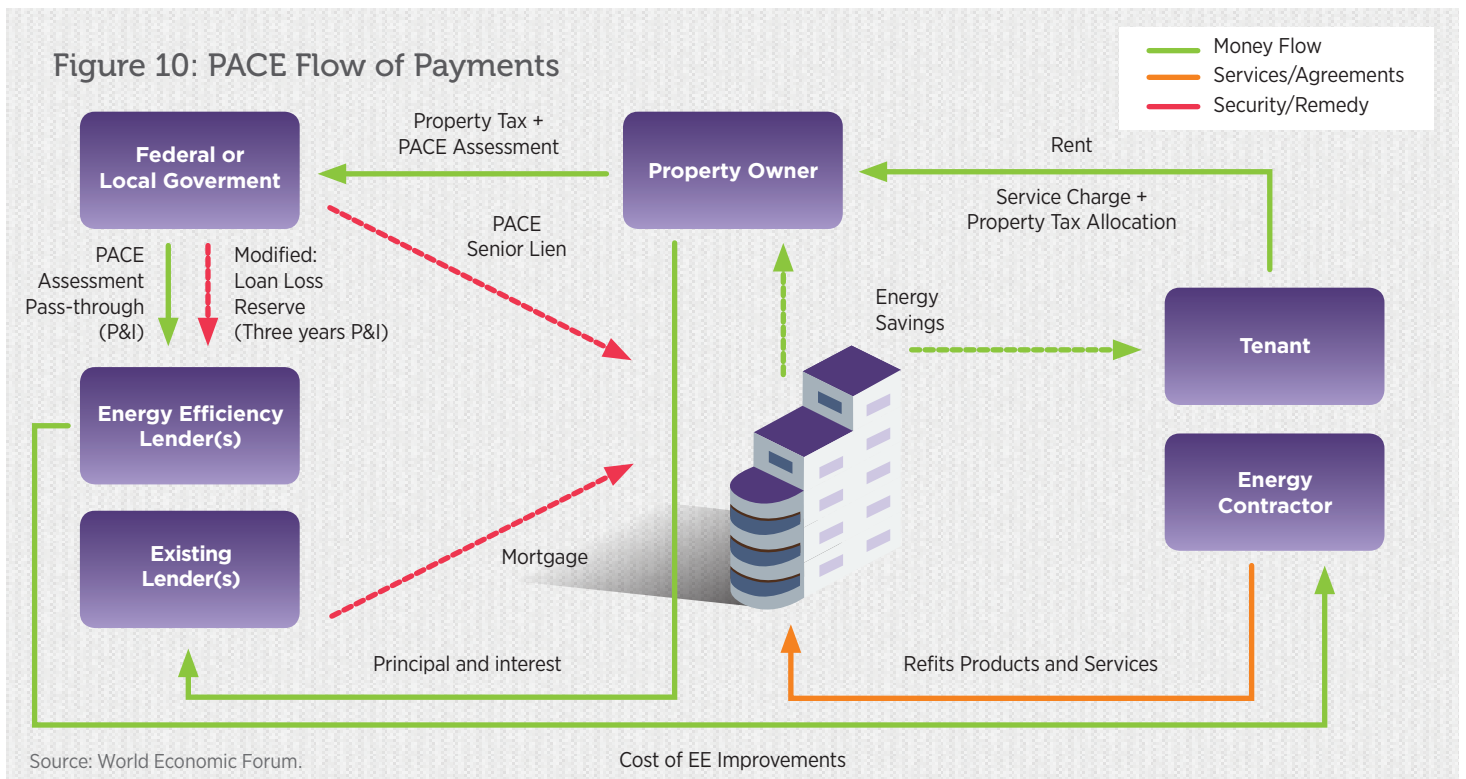 Figure 10: PACE Flow of Payments
Money Flow
Services/Agreements
Security/Remedy
Federal or
Local Goverment
Property Tax +
PACE Assessment
Property Owner
Rent
Service Charge +
Property Tax Allocation
PACE
Senior Lien
PACE
Assessment
Pass-through
(P&I)
Modified:
Loan Loss
Reserve
(Three years P&I)
Energy
Savings
Tenant
Energy Efficiency
Lender(s)
Energy
Contractor
Existing
Lender(s)
Mortgage
Principal and interest
Refits Products and Services
Source: World Economic Forum.
Cost of EE Improvements